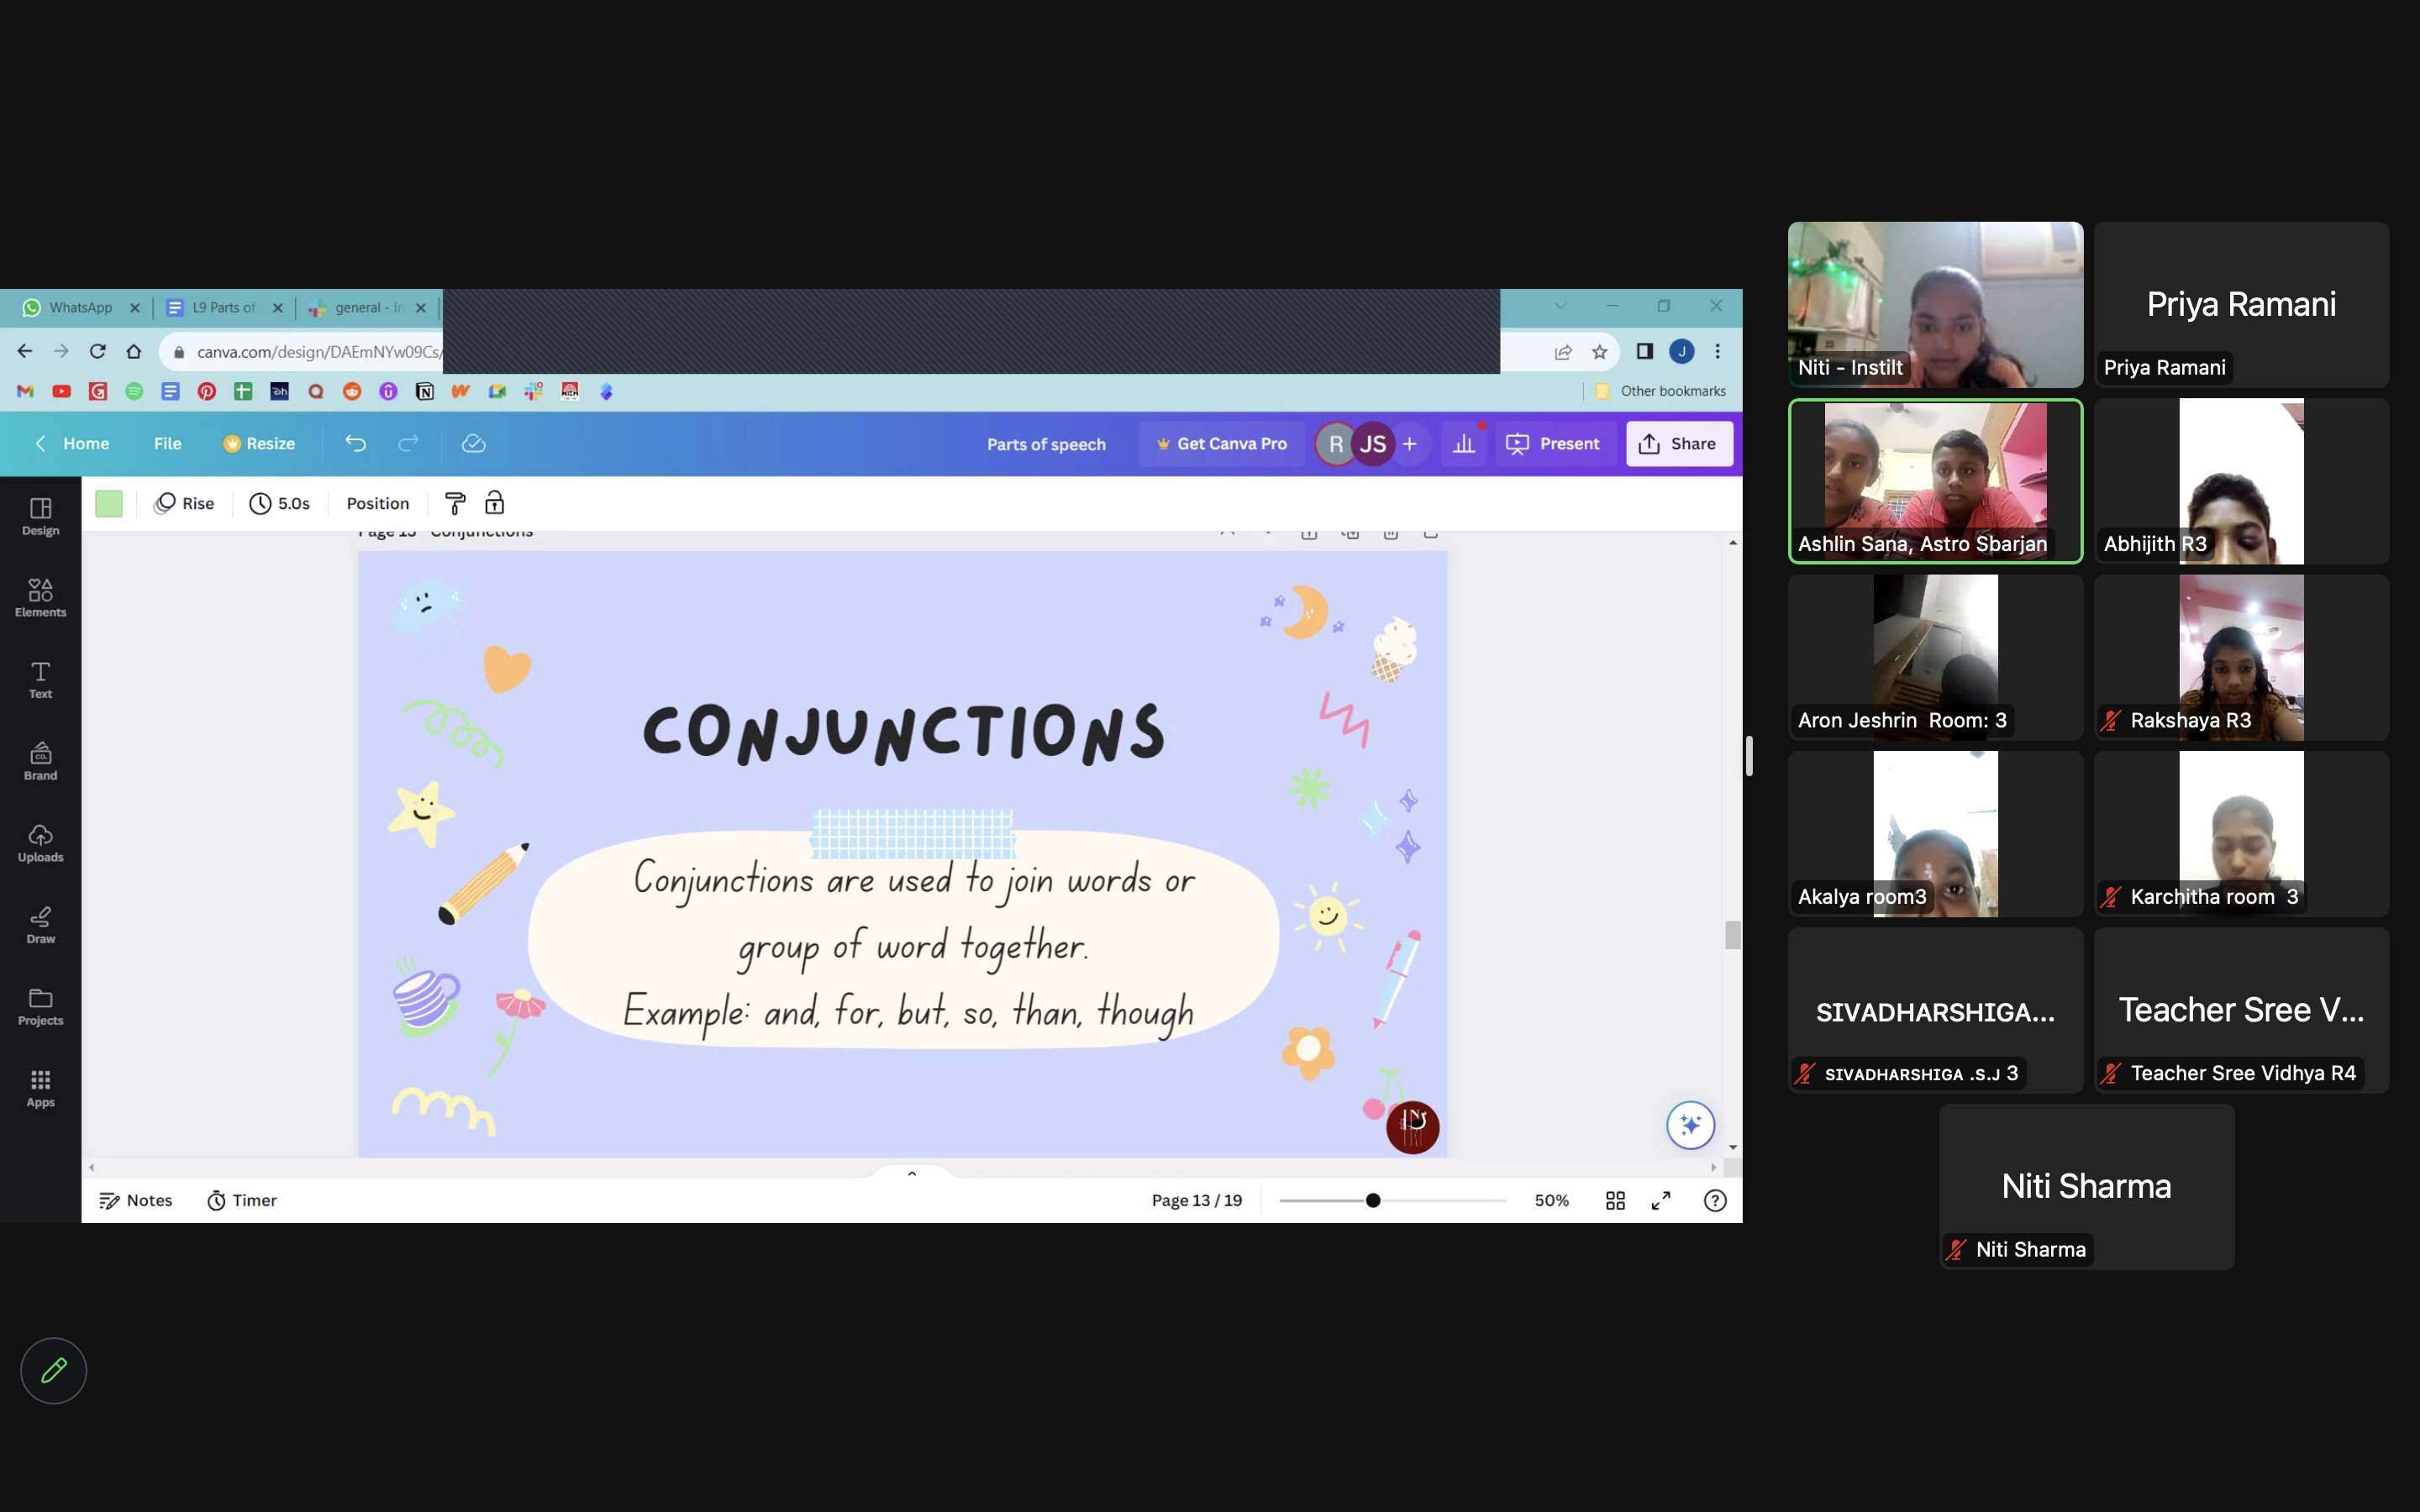 WhatsApp
L9 Parts of
general - In
canva.com/design/DAEmNYw09Cs/
J
Other bookmarks
Home
File
Resize
Parts of speech
Get Canva Pro
R
JS
Present
Share
Rise
5.0s
Position
Page 13 Conjunctions
Design
Elements
Text
Brand
Uploads
Draw
Projects
Apps
CONJUNCTIONS
Conjunctions are used to join words or
group of word together.
Example: and, for, but, so, than, though
Notes
Timer
Page 13 / 19
50%
Niti - Instilt
Priya Ramani
Priya Ramani
Ashlin Sana, Astro Sbarjan
Abhijith R3
Aron Jeshrin Room: 3
Rakshaya R3
Akalya room3
Karchitha room 3
SIVADHARSHIGA...
SIVADHARSHIGA .S.J 3
Teacher Sree V...
Teacher Sree Vidhya R4
Niti Sharma
Niti Sharma